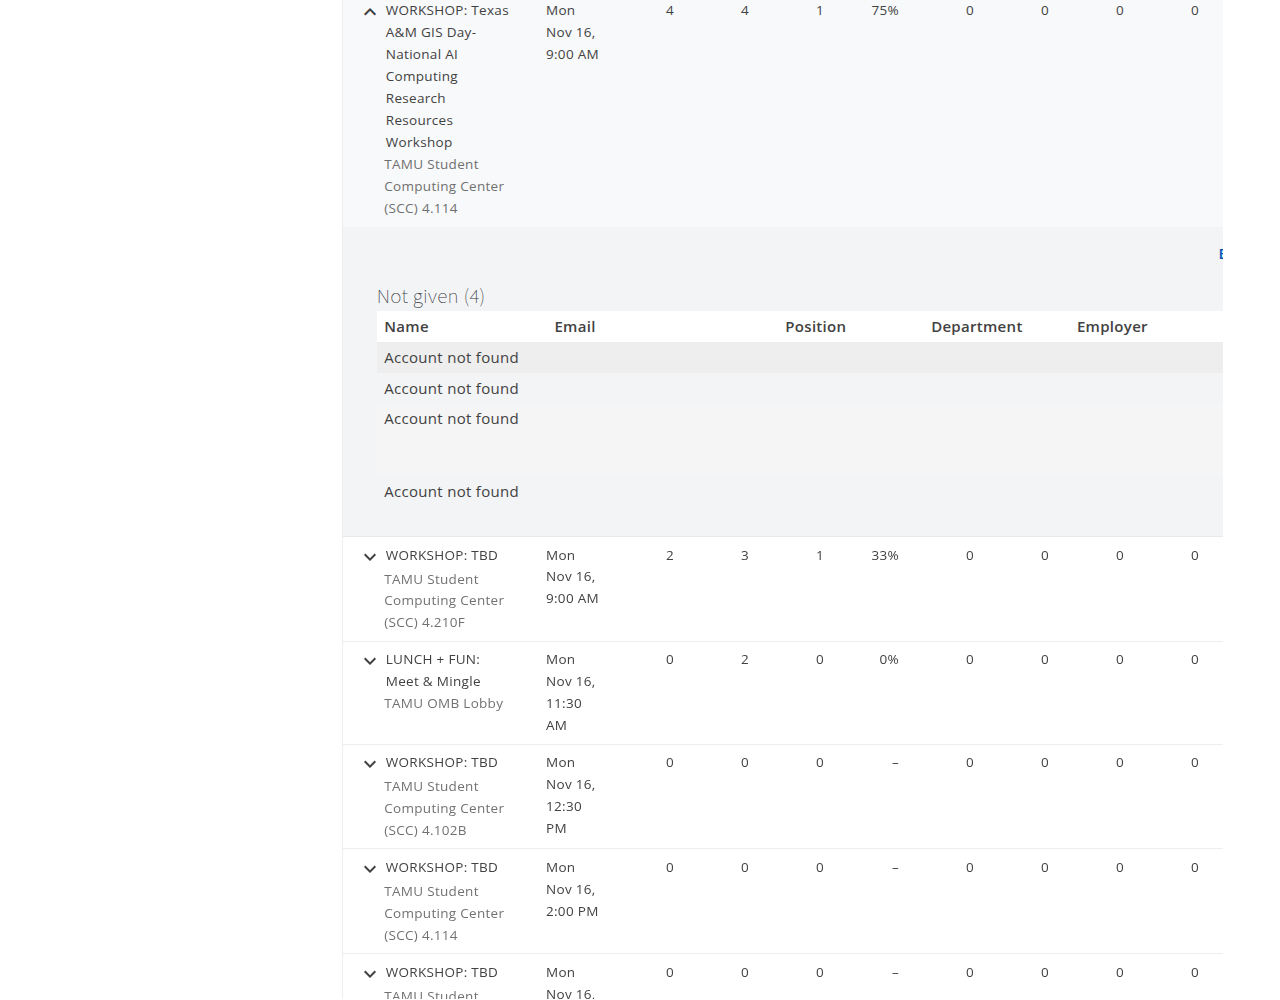 WORKSHOP: Texas Mon 4 4 1 75% 0 0 0 0
A&M GIS Day- Nov 16,
National AI 9:00 AM
Computing
Research
Resources
Workshop
TAMU Student
Computing Center
(SCC) 4.114
Not given (4)
Name Email Position Department Employer
Account not found
Account not found
Account not found
Account not found
WORKSHOP: TBD Mon 2 3 1 33% 0 0 0 0
TAMU Student Nov 16,
Computing Center 9:00 AM
(SCC) 4.210F
LUNCH + FUN: Mon 0 2 0 0% 0 0 0 0
Meet & Mingle Nov 16,
TAMU OMB Lobby 11:30
AM
WORKSHOP: TBD Mon 0 0 0 – 0 0 0 0
TAMU Student Nov 16,
Computing Center 12:30
(SCC) 4.102B PM
WORKSHOP: TBD Mon 0 0 0 – 0 0 0 0
TAMU Student Nov 16,
Computing Center 2:00 PM
(SCC) 4.114
WORKSHOP: TBD Mon 0 0 0 – 0 0 0 0
TAMU Student Nov 16,